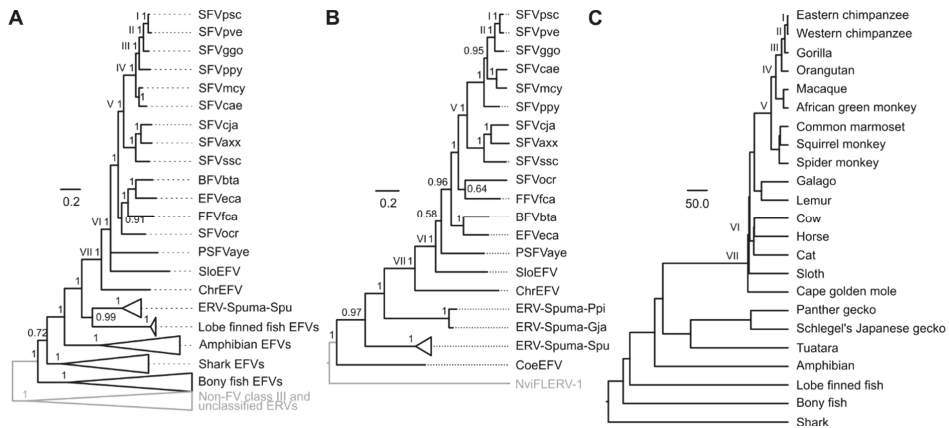 A
I 1
II 1
III 1
IV 1
1
V 1
1
1
1
1
1
1
0.91
VI 1
VII 1
1
1
1
0.99
0.72
1
1
1
1
1
0.2
SFVpsc
SFVpve
SFVggo
SFVppy
SFVmcy
SFVcae
SFVcja
SFVaxx
SFVssc
BFVbta
EFVeca
FFVfca
SFVocr
PSFVaye
SloEFV
ChrEFV
ERV-Spuma-Spu
Lobe finned fish EFVs
Amphibian EFVs
Shark EFVs
Bony fish EFVs
Non-FV class III and
unclassified ERVs
B
I 1
II 1
0.95
1
1
V 1
1
1
0.96
0.64
0.58
1
VI 1
VII 1
1
1
0.97
1
1
0.2
SFVpsc
SFVpve
SFVggo
SFVcae
SFVmcy
SFVppy
SFVcja
SFVaxx
SFVssc
SFVocr
FFVfca
BFVbta
EFVeca
PSFVaye
SloEFV
ChrEFV
ERV-Spuma-Ppi
ERV-Spuma-Gja
ERV-Spuma-Spu
CoeEFV
NviFLERV-1
C
I
II
III
IV
V
VI
VII
50.0
Eastern chimpanzee
Western chimpanzee
Gorilla
Orangutan
Macaque
African green monkey
Common marmoset
Squirrel monkey
Spider monkey
Galago
Lemur
Cow
Horse
Cat
Sloth
Cape golden mole
Panther gecko
Schlegel's Japanese gecko
Tuatara
Amphibian
Lobe finned fish
Bony fish
Shark